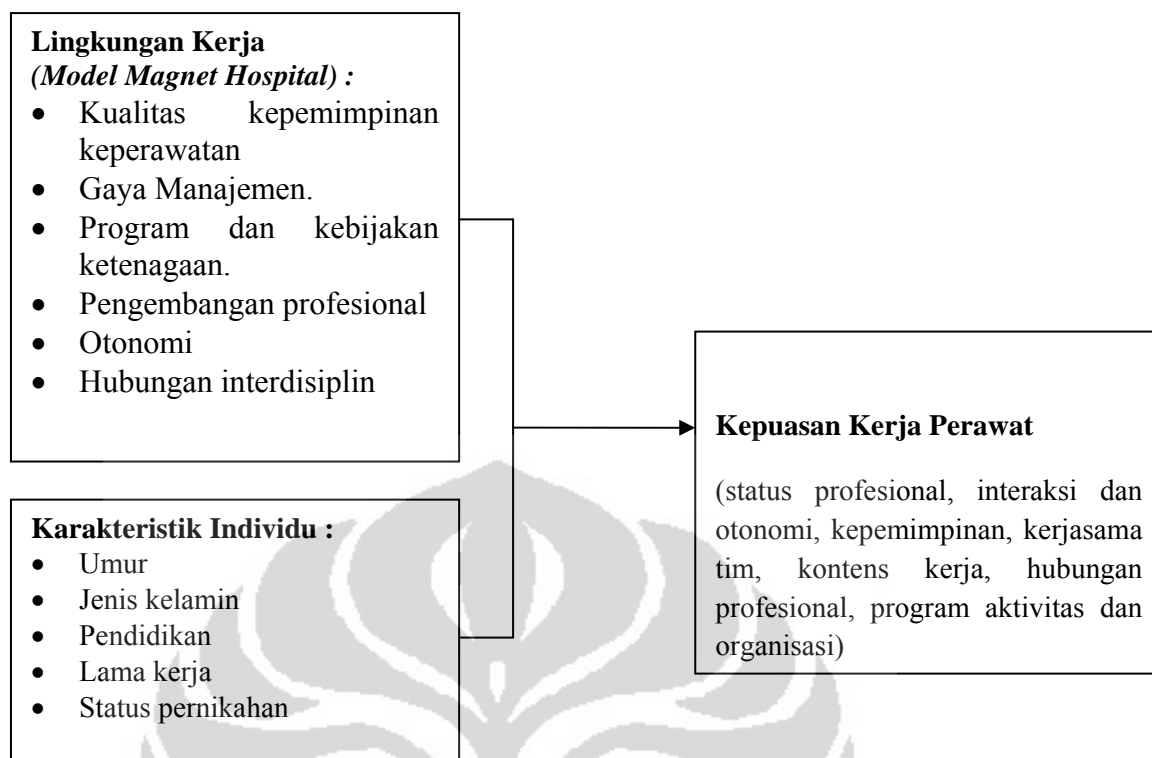 Lingkungan Kerja
(Model Magnet Hospital) :
• Kualitas kepemimpinan
keperawatan
• Gaya Manajemen.
• Program dan kebijakan
ketenagaan.
• Pengembangan profesional
• Otonomi
• Hubungan interdisiplin
Karakteristik Individu :
• Umur
• Jenis kelamin
• Pendidikan
• Lama kerja
• Status pernikahan
Kepuasan Kerja Perawat
(status profesional, interaksi dan
otonomi, kepemimpinan, kerjasama
tim, kontens kerja, hubungan
profesional, program aktivitas dan
organisasi)